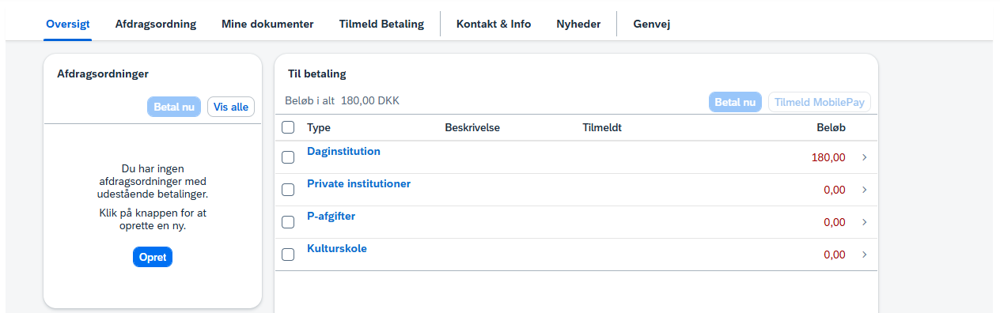 Oversigt Afdragsordning Mine dokumenter Tilmeld Betaling Kontakt & Info Nyheder Genvej
Afdragsordninger
Betal nu Vis alle
Du har ingen
afdragsordninger med
udestående betalinger.
Klik på knappen for at
oprette en ny.
Opret
Til betaling
Beløb i alt 180,00 DKK
Betal nu Tilmeld MobilePay
Type Beskrivelse Tilmeldt Beløb
Daginstitution 180,00
Private institutioner 0,00
P-afgifter 0,00
Kulturskole 0,00